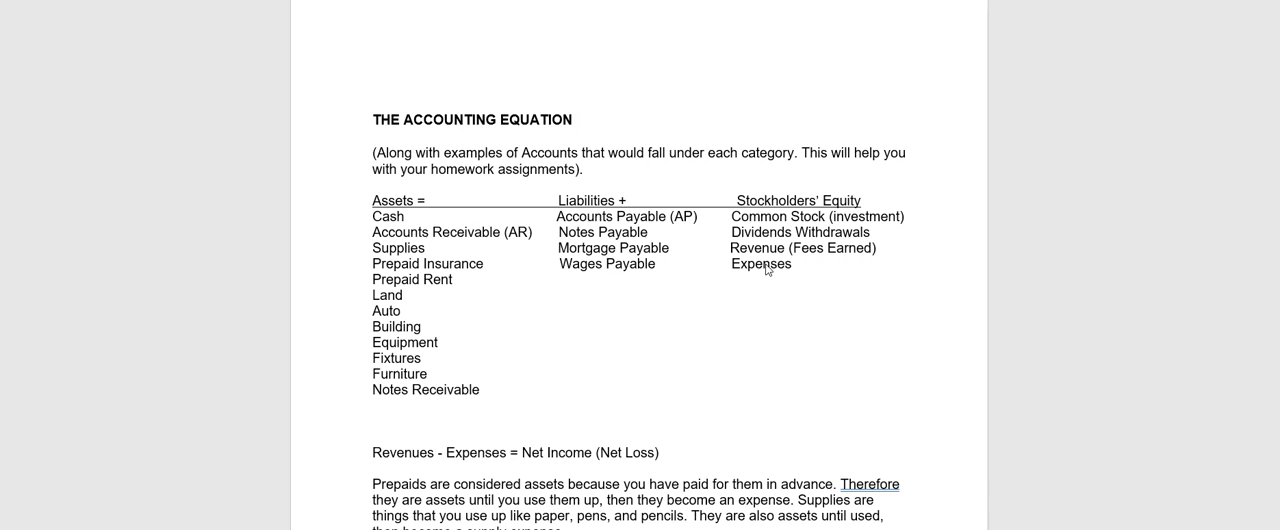 THE ACCOUNTING EQUATION
(Along with examples of Accounts that would fall under each category. This will help you
with your homework assignments).
Assets = Liabilities + Stockholders' Equity
Cash Accounts Payable (AP) Common Stock (investment)
Accounts Receivable (AR) Notes Payable Dividends Withdrawals
Supplies Mortgage Payable Revenue (Fees Earned)
Prepaid Insurance Wages Payable Expenses
Prepaid Rent
Land
Auto
Building
Equipment
Fixtures
Furniture
Notes Receivable
Revenues - Expenses = Net Income (Net Loss)
Prepaids are considered assets because you have paid for them in advance. Therefore
they are assets until you use them up, then they become an expense. Supplies are
things that you use up like paper, pens, and pencils. They are also assets until used,
then become a supply expense.